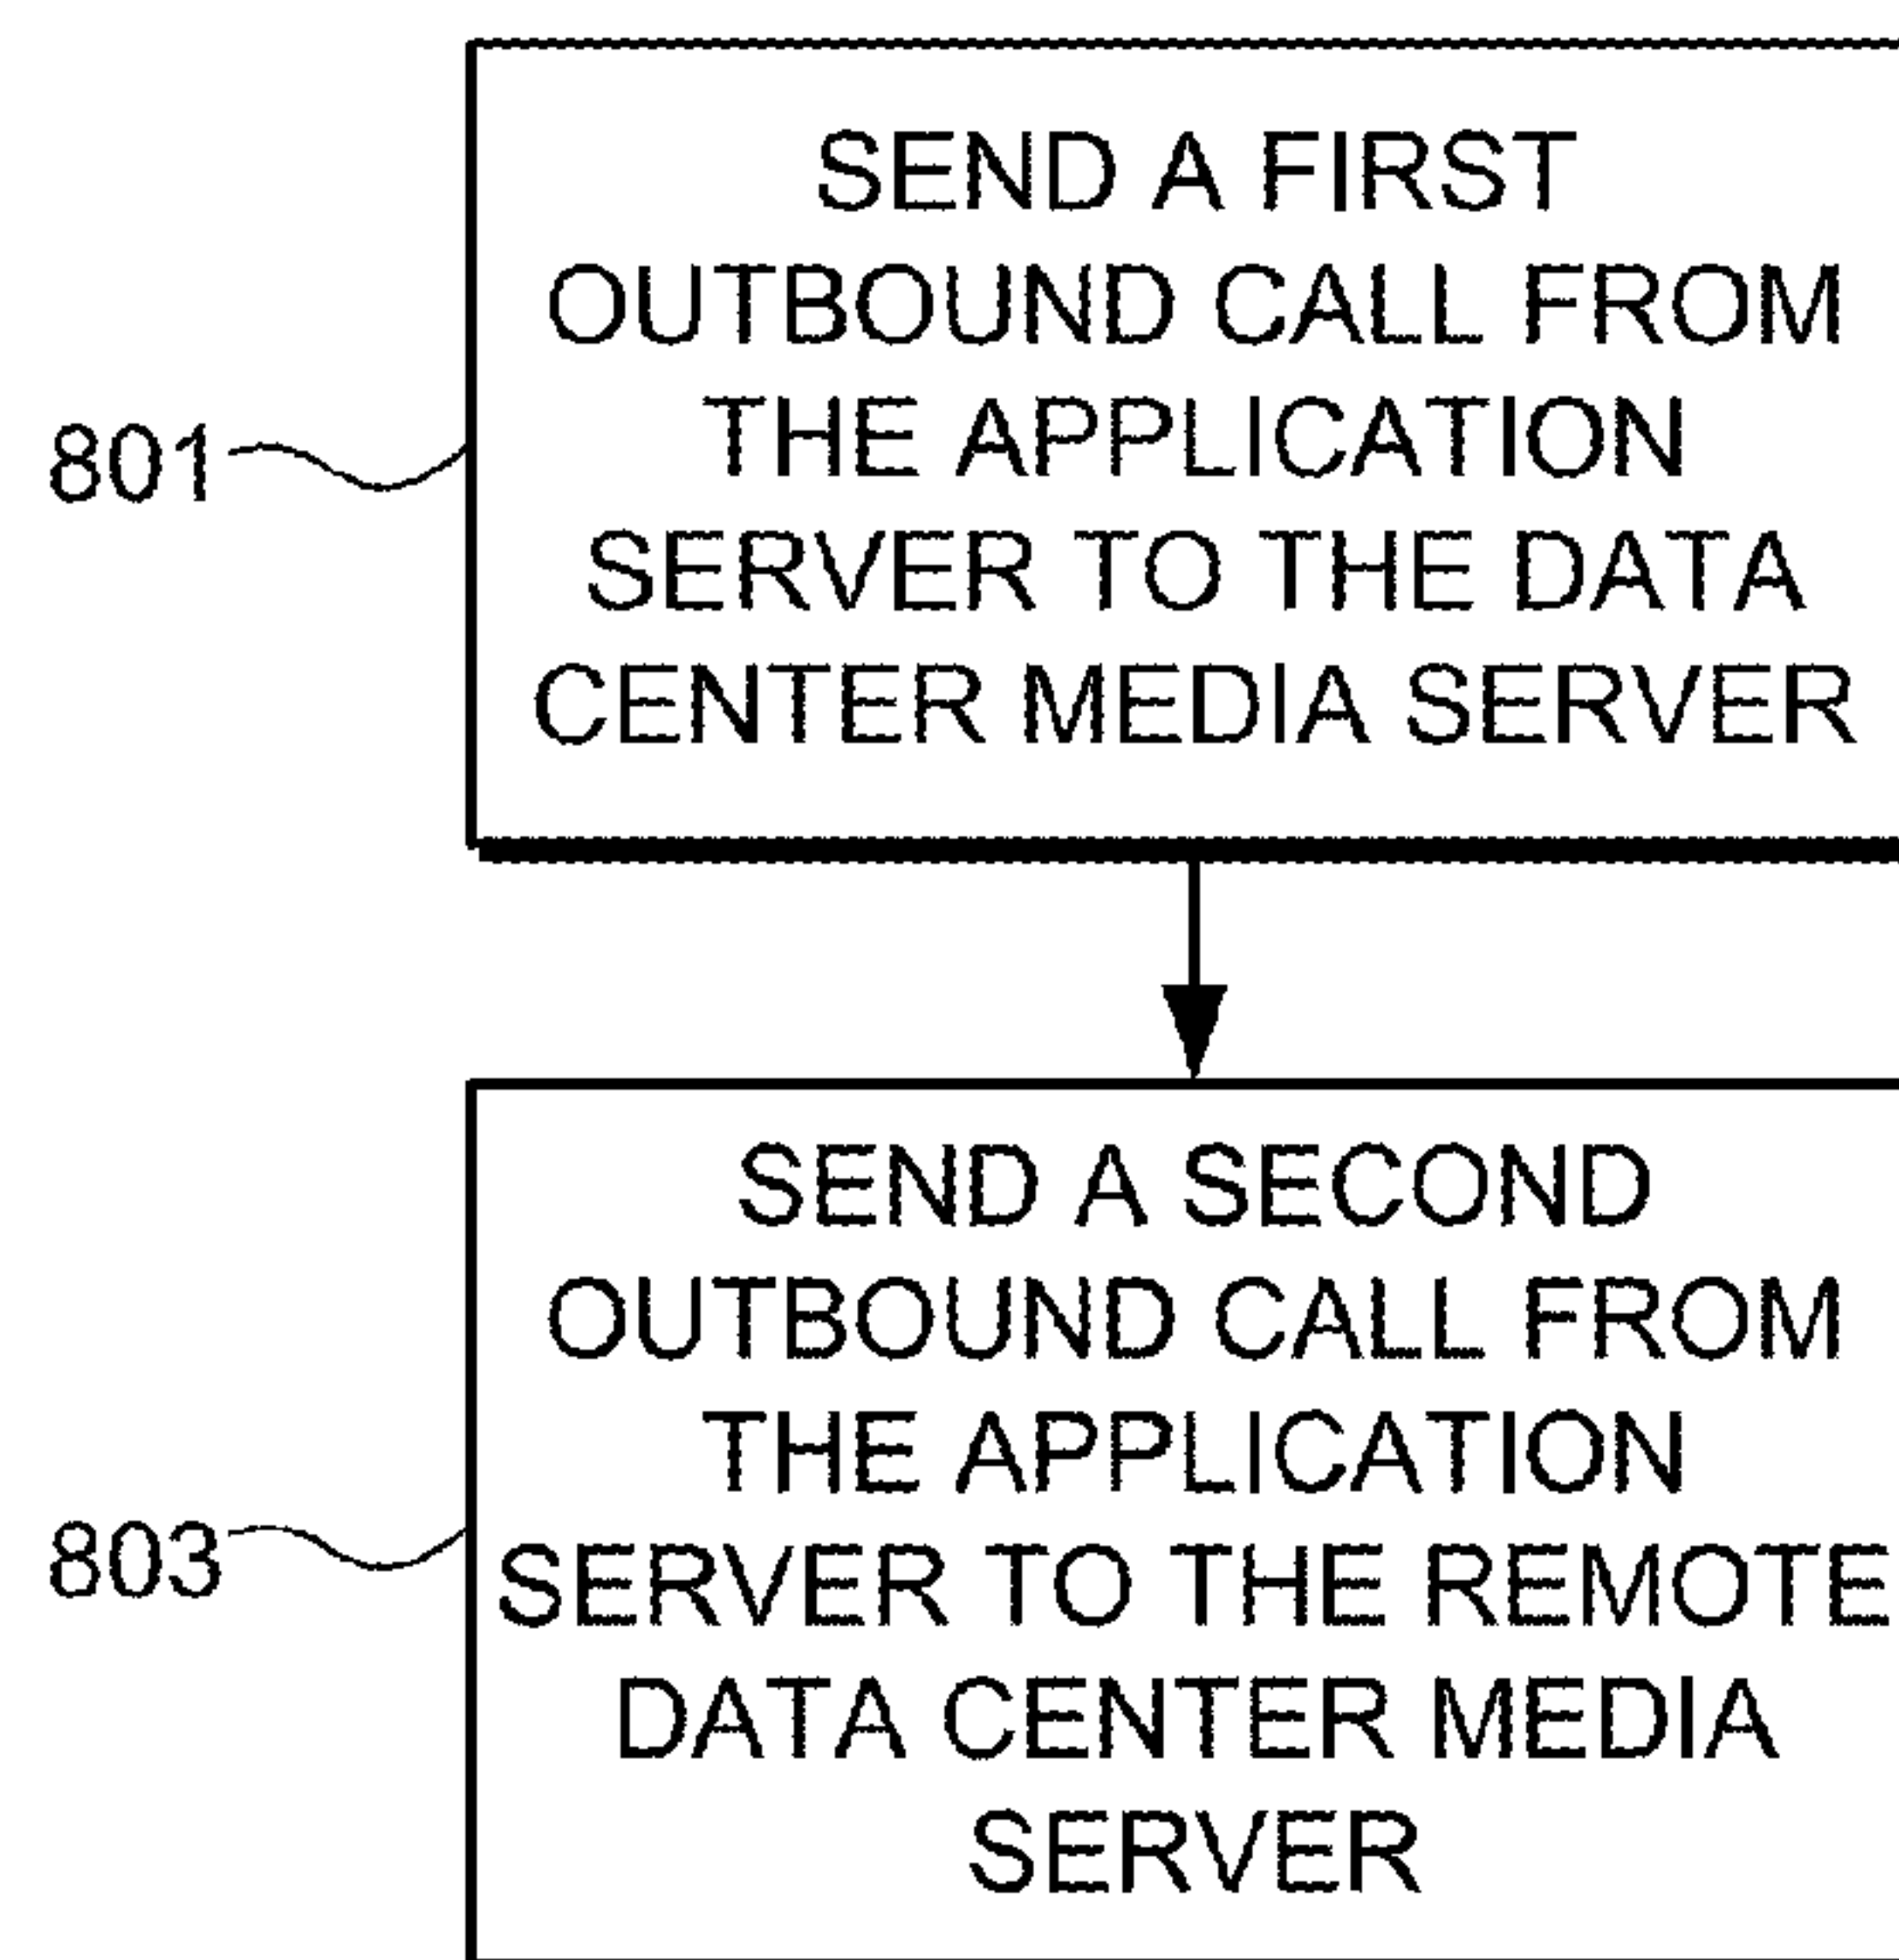 SEND A FIRST
OUTBOUND CALL FROM
THE APPLICATION
SERVER TO THE DATA
CENTER MEDIA SERVER
801
SEND A SECOND
OUTBOUND CALL FROM
THE APPLICATION
SERVER TO THE REMOTE
DATA CENTER MEDIA
SERVER
803